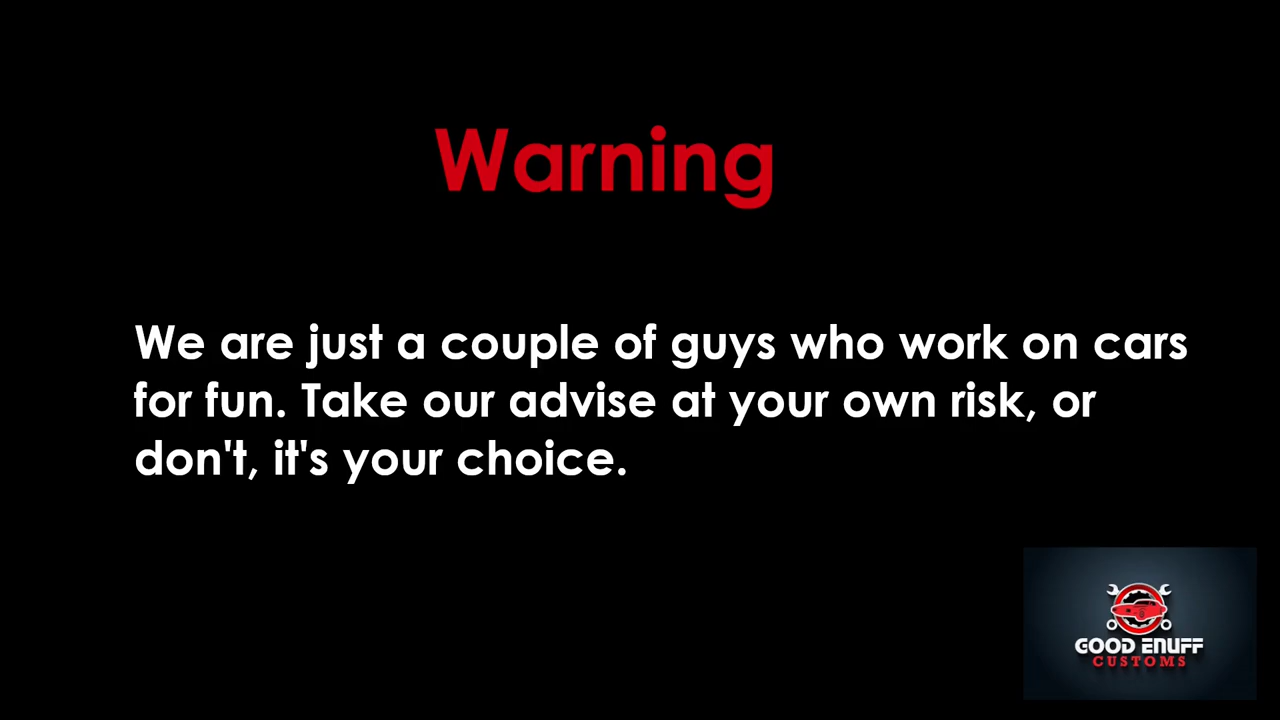 Warning
We are just a couple of guys who work on cars
for fun. Take our advise at your own risk, or
don't, it's your choice.
GOOD ENUFF
CUSTOMS